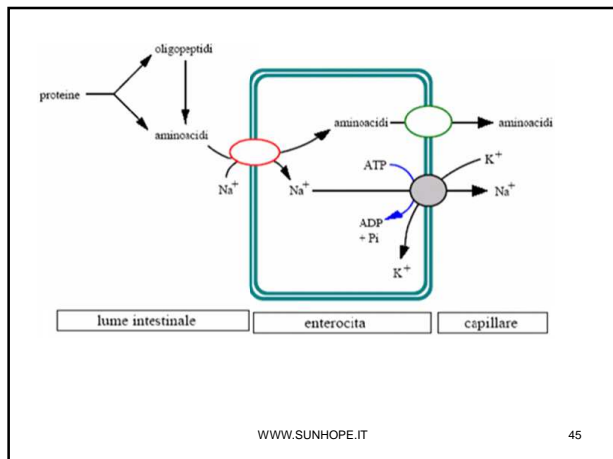 oligopeptidi
proteine
aminoacidi
aminoacidi
aminoacidi
Na+
Na+
ATP
K+
Na+
ADP
+ Pi
K+
lume intestinale
enterocita
capillare
WWW.SUNHOPE.IT
45